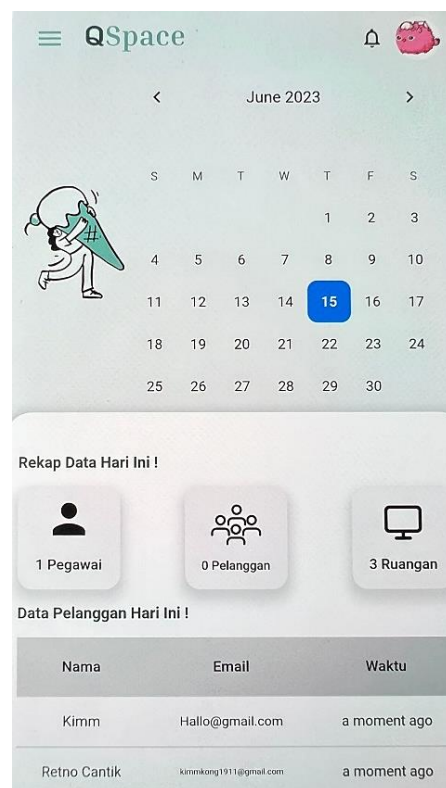 QSpace
June 2023
S M T W T F S
1 2 3
4 5 6 7 8 9 10
11 12 13 14 15 16 17
18 19 20 21 22 23 24
25 26 27 28 29 30
#
Rekap Data Hari Ini !
1 Pegawai 0 Pelanggan 3 Ruangan
Data Pelanggan Hari Ini !
Nama Email Waktu
Kimm Hallo@gmail.com a moment ago
Retno Cantik kimmkong1911@gmail.com a moment ago